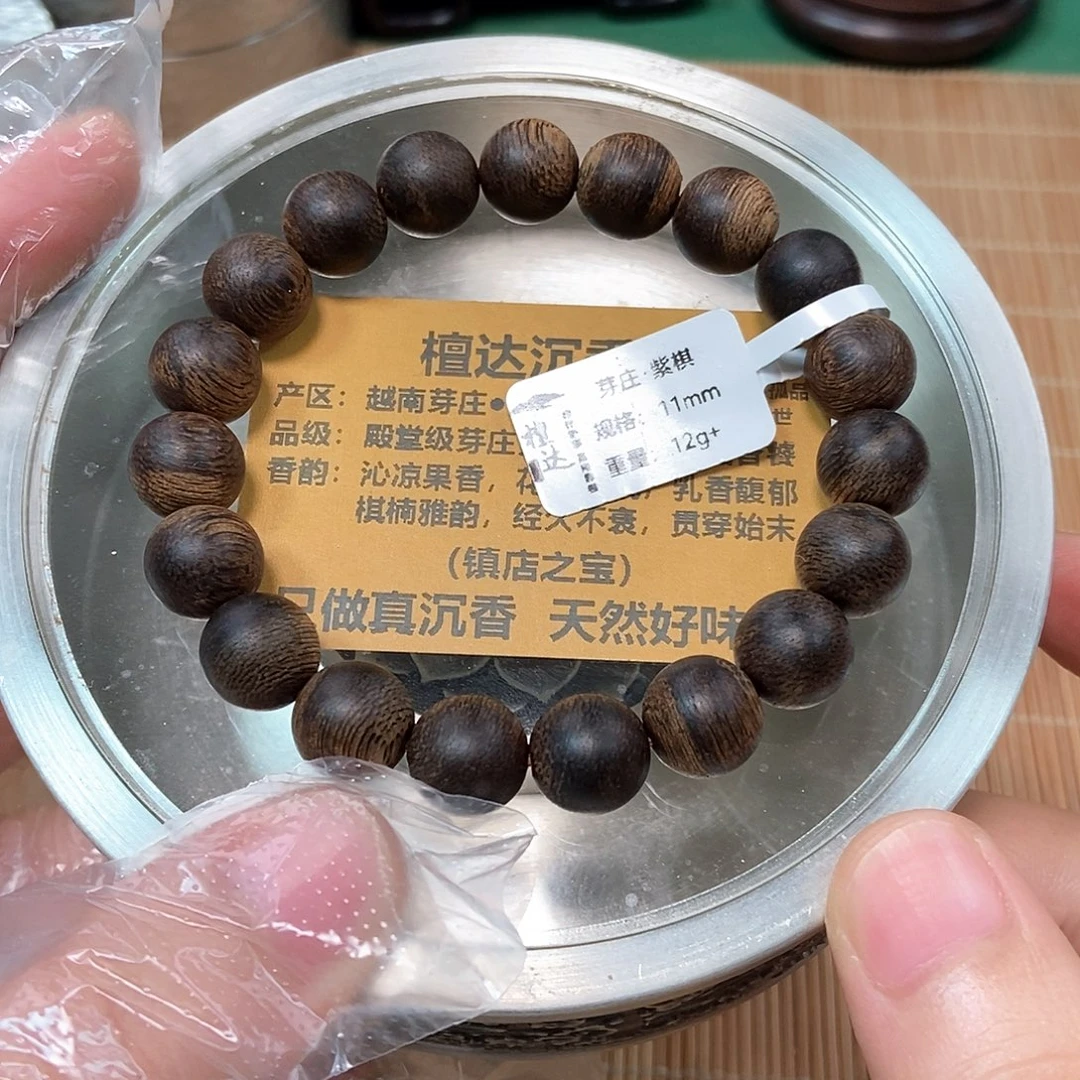 檀达沉香
产区：越南芽庄
品级：殿堂级芽庄
香韵：沁凉果香，
乳香馥郁
棋楠雅韵，经久不衰，贯穿始末
（镇店之宝）
只做真沉香 天然好味
芽庄·紫棋
规格：11mm
重量：12g+
檀达